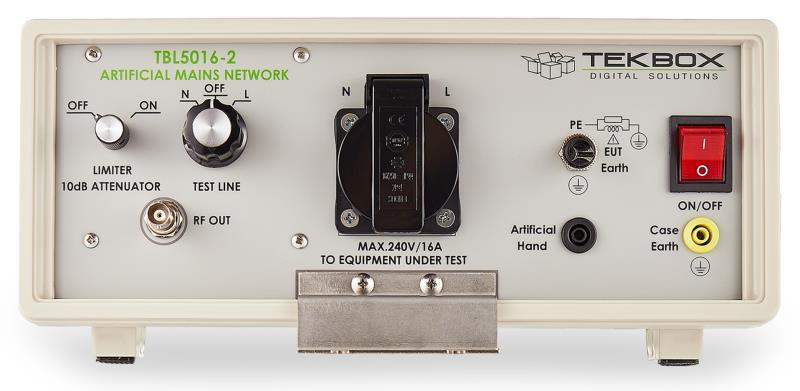 TBL5016-2
ARTIFICIAL MAINS NETWORK
TEKBOX
DIGITAL SOLUTIONS
OFF ON
N OFF L
LIMITER
10dB ATTENUATOR
TEST LINE
RF OUT
N L
MAX.240V/16A
TO EQUIPMENT UNDER TEST
PE
EUT
Earth
I
ON/OFF
Artificial
Hand
Case
Earth